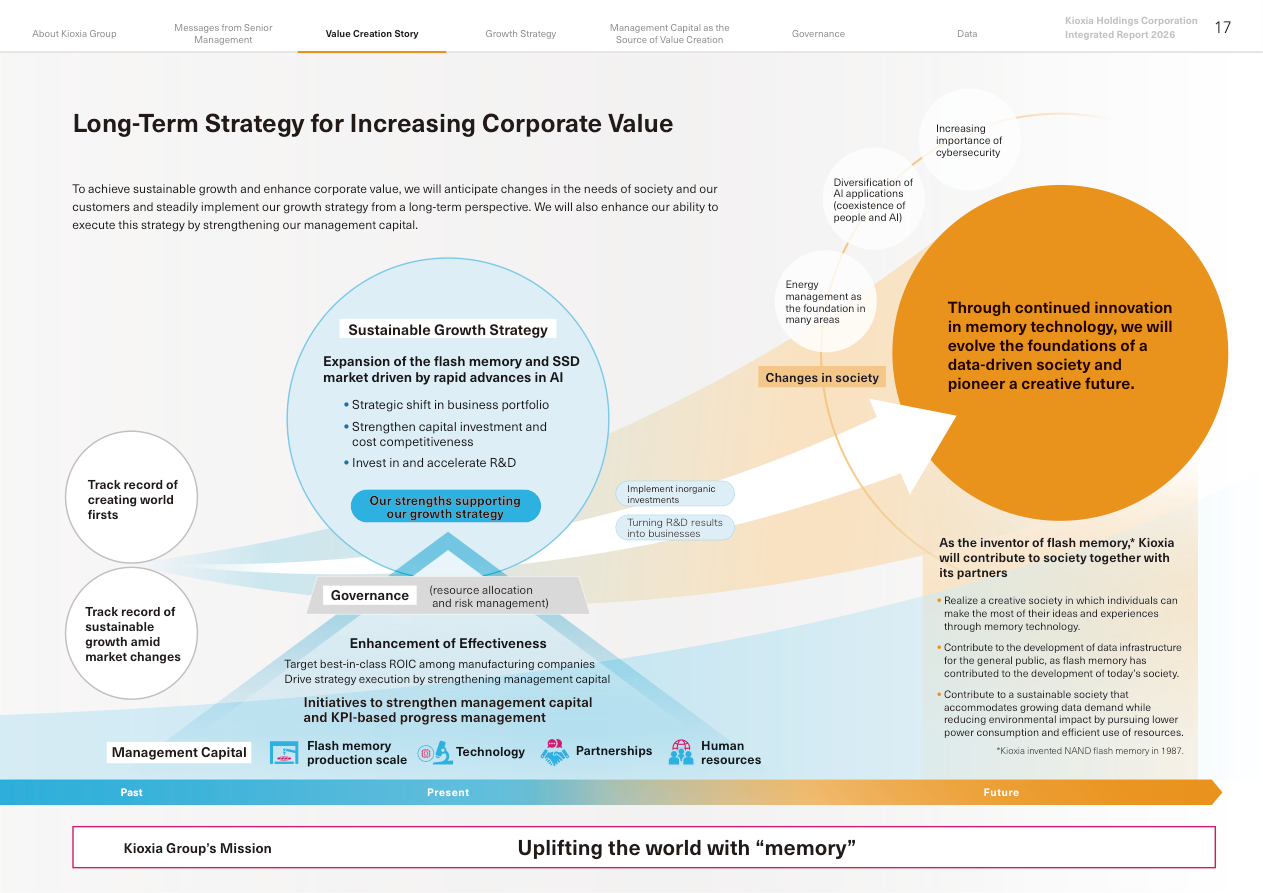 About Kioxia Group
Messages from Senior
Management
Value Creation Story
Growth Strategy
Management Capital as the
Source of Value Creation
Governance
Data
Kioxia Holdings Corporation
Integrated Report 2026
17
Long-Term Strategy for Increasing Corporate Value
To achieve sustainable growth and enhance corporate value, we will anticipate changes in the needs of society and our
customers and steadily implement our growth strategy from a long-term perspective. We will also enhance our ability to
execute this strategy by strengthening our management capital.
Increasing
importance of
cybersecurity
Diversification of
AI applications
(coexistence of
people and AI)
Energy
management as
the foundation in
many areas
Changes in society
Through continued innovation
in memory technology, we will
evolve the foundations of a
data-driven society and
pioneer a creative future.
Sustainable Growth Strategy
Expansion of the flash memory and SSD
market driven by rapid advances in AI
• Strategic shift in business portfolio
• Strengthen capital investment and
cost competitiveness
• Invest in and accelerate R&D
Our strengths supporting
our growth strategy
Track record of
creating world
firsts
Track record of
sustainable
growth amid
market changes
Implement inorganic
investments
Turning R&D results
into businesses
Governance
(resource allocation
and risk management)
Enhancement of Effectiveness
Target best-in-class ROIC among manufacturing companies
Drive strategy execution by strengthening management capital
Initiatives to strengthen management capital
and KPI-based progress management
Management Capital
Flash memory
production scale
Technology
Partnerships
Human
resources
As the inventor of flash memory,* Kioxia
will contribute to society together with
its partners
• Realize a creative society in which individuals can
make the most of their ideas and experiences
through memory technology.
• Contribute to the development of data infrastructure
for the general public, as flash memory has
contributed to the development of today's society.
• Contribute to a sustainable society that
accommodates growing data demand while
reducing environmental impact by pursuing lower
power consumption and efficient use of resources.
*Kioxia invented NAND flash memory in 1987.
Past
Present
Future
Kioxia Group's Mission
Uplifting the world with “memory”